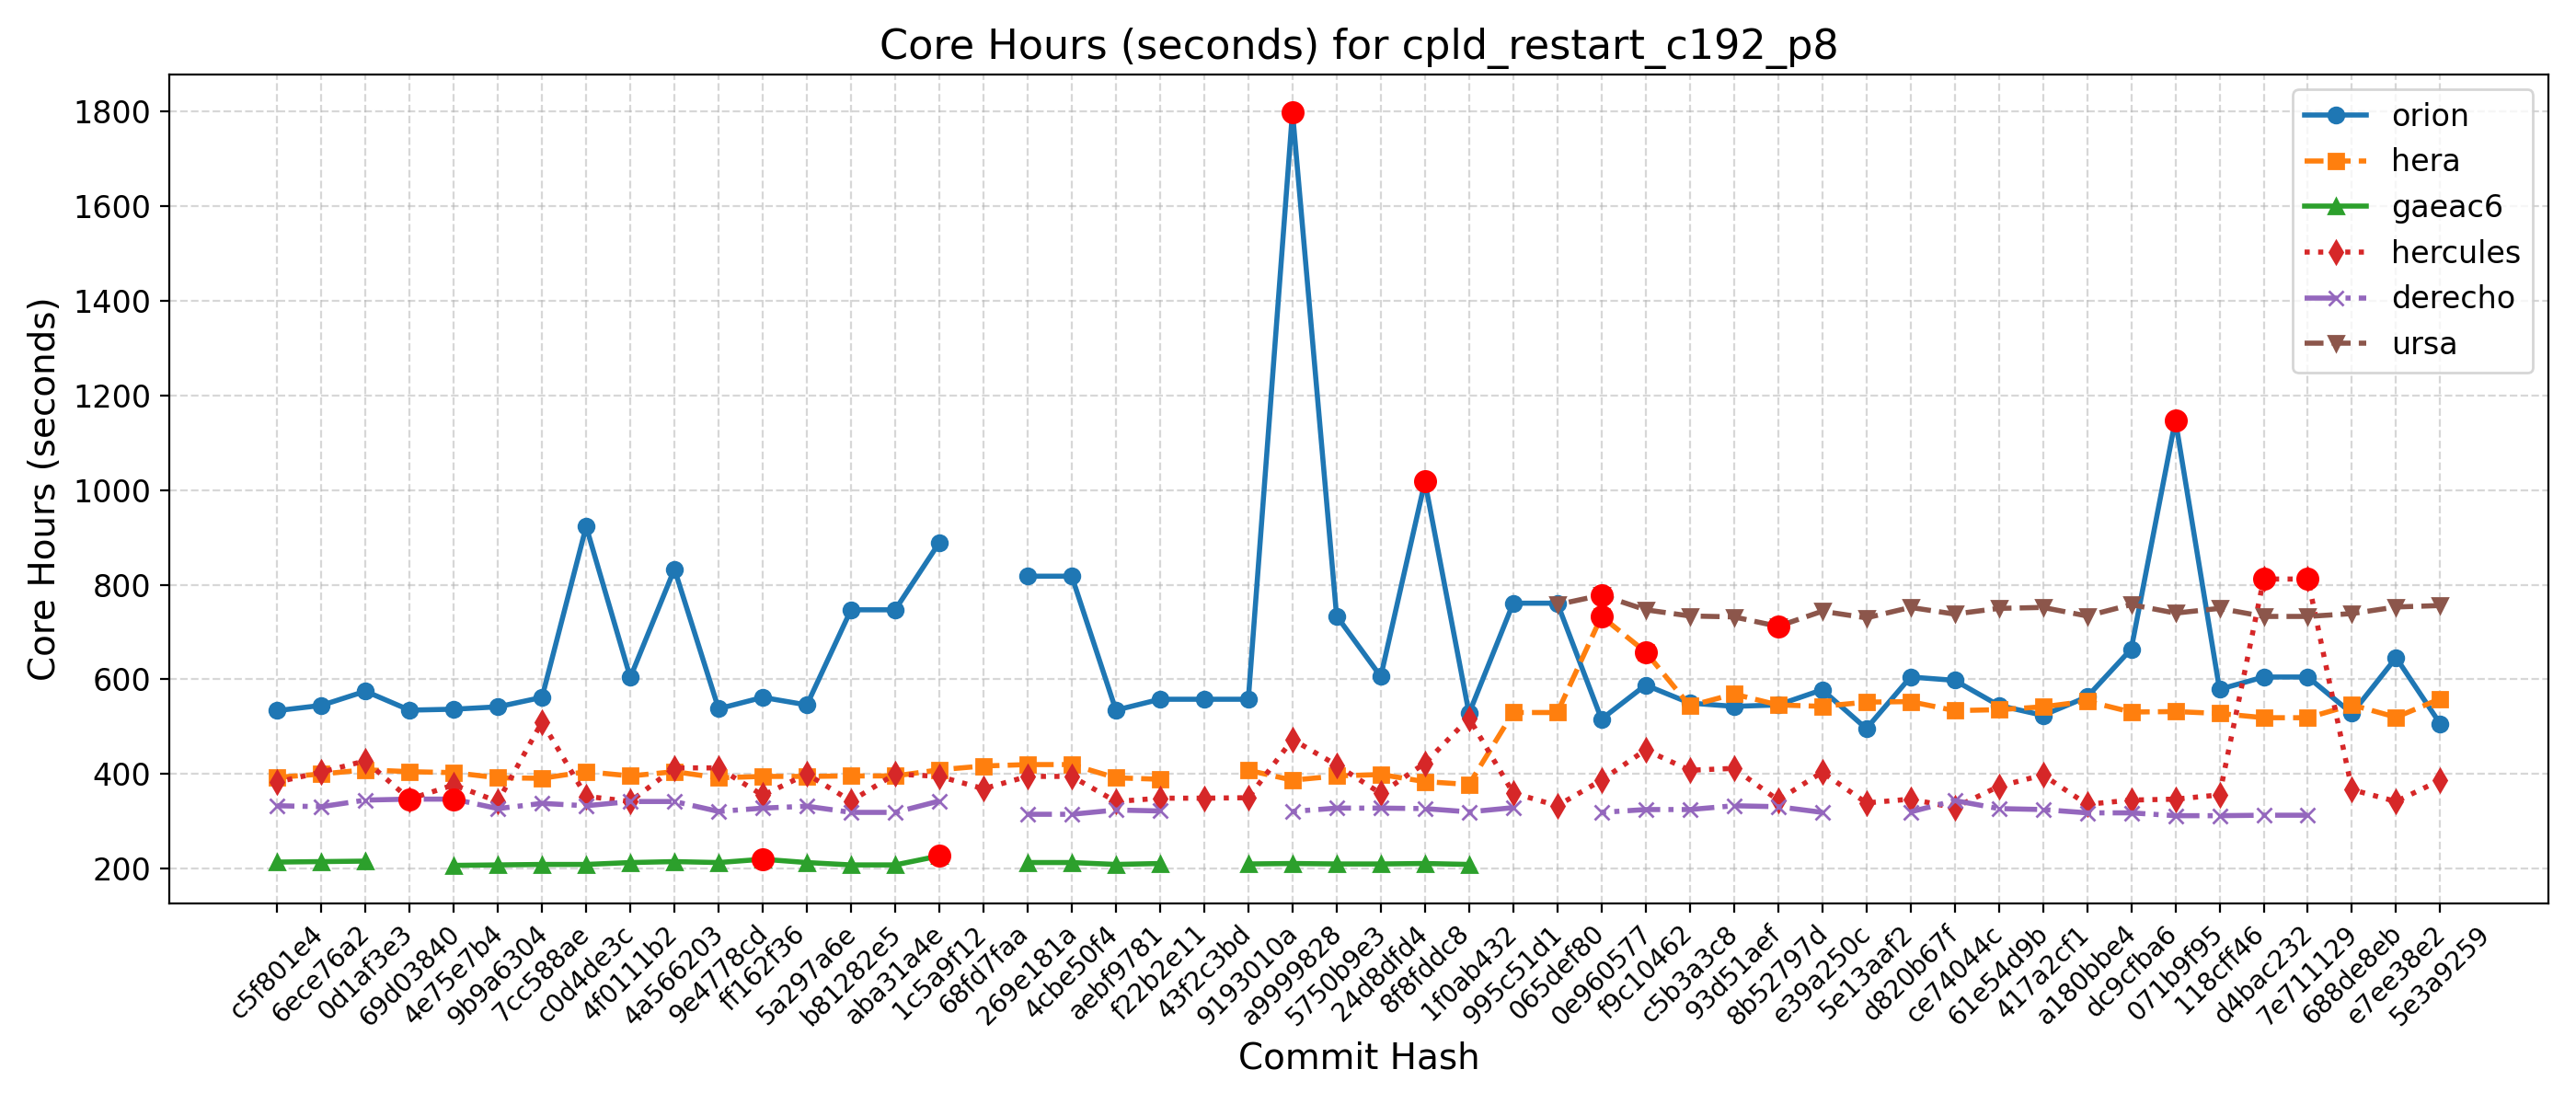 Core Hours (seconds) for cpld_restart_c192_p8
Core Hours (seconds)
1800
1600
1400
1200
1000
800
600
400
200
orion
hera
gaeac6
hercules
derecho
ursa
c5f801e4
6ece76a2
0d1af3e3
69d03840
4e75e7b4
9b9a6304
7cc588ae
c0d4de3c
4f0111b2
4a566203
9e4778cd
ff162f36
5a297a6e
b81282e5
aba31a4e
1c5a9f12
68fd7faa
269e181a
4cbe50f4
aebf9781
f22b2e11
43f2c3bd
9193010a
a9999828
5750b9e3
24d8dfd4
8f8fddc8
1f0ab432
995c51d1
065def80
0e960577
f9c10462
c5b3a3c8
93d51aef
8b52797d
e39a250c
5e13aaf2
d820b67f
ce74044c
61e54d9b
417a2cf1
a180bbe4
dc9cfba6
071b9f95
118cff46
d4bac232
7e711129
688de8eb
e7ee38e2
5e3a9259
Commit Hash